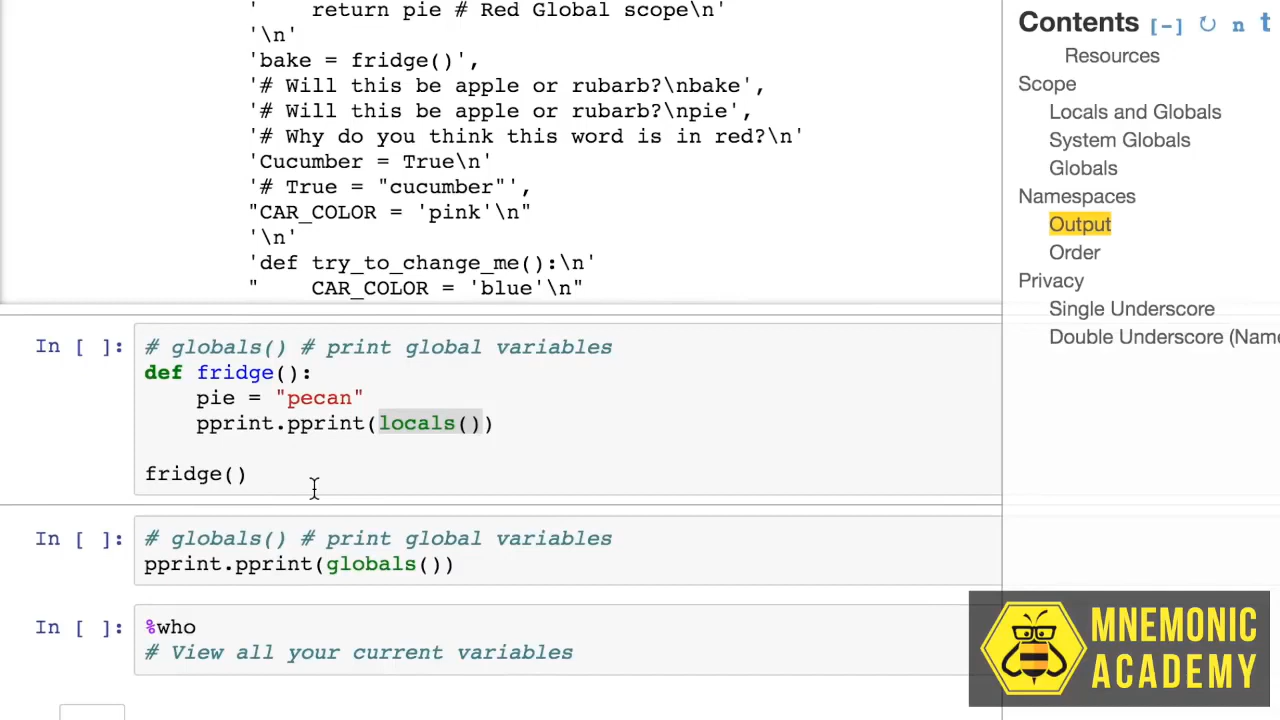 '    return pie # Red Global scope\n'
'\n'
'bake = fridge()',
'# Will this be apple or rubarb?\nbake',
'# Will this be apple or rubarb?\npie',
'# Why do you think this word is in red?\n'
'Cucumber = True\n'
'# True = "cucumber"',
"CAR_COLOR = 'pink'\n"
'\n'
'def try_to_change_me():\n'
"    CAR_COLOR = 'blue'\n"
In [ ]:
# globals() # print global variables
def fridge():
    pie = "pecan"
    pprint.pprint(locals())
fridge()
In [ ]:
# globals() # print global variables
pprint.pprint(globals())
In [ ]:
%who
# View all your current variables
Contents [-] ↻ n t
Resources
Scope
Locals and Globals
System Globals
Globals
Namespaces
Output
Order
Privacy
Single Underscore
Double Underscore (Name
MNEMONIC
ACADEMY